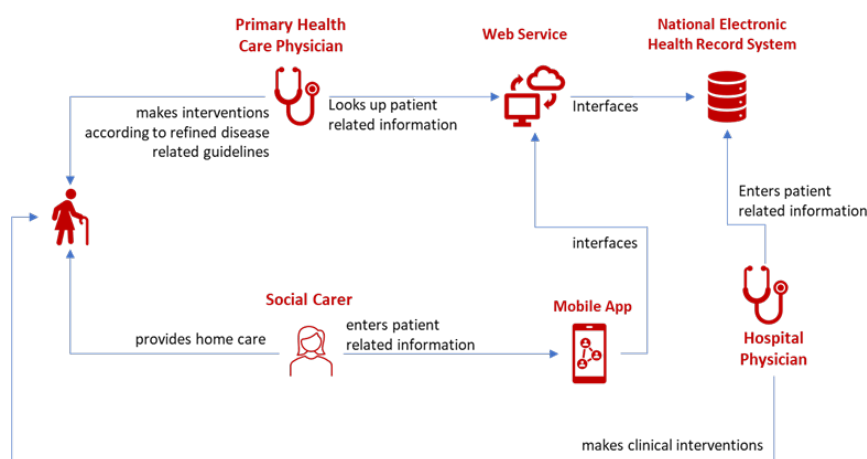 Primary Health
Care Physician
Web Service
National Electronic
Health Record System
makes interventions
according to refined disease
related guidelines
Looks up patient
related information
Interfaces
Enters patient
related information
interfaces
Social Carer
Mobile App
provides home care
enters patient
related information
Hospital
Physician
makes clinical interventions